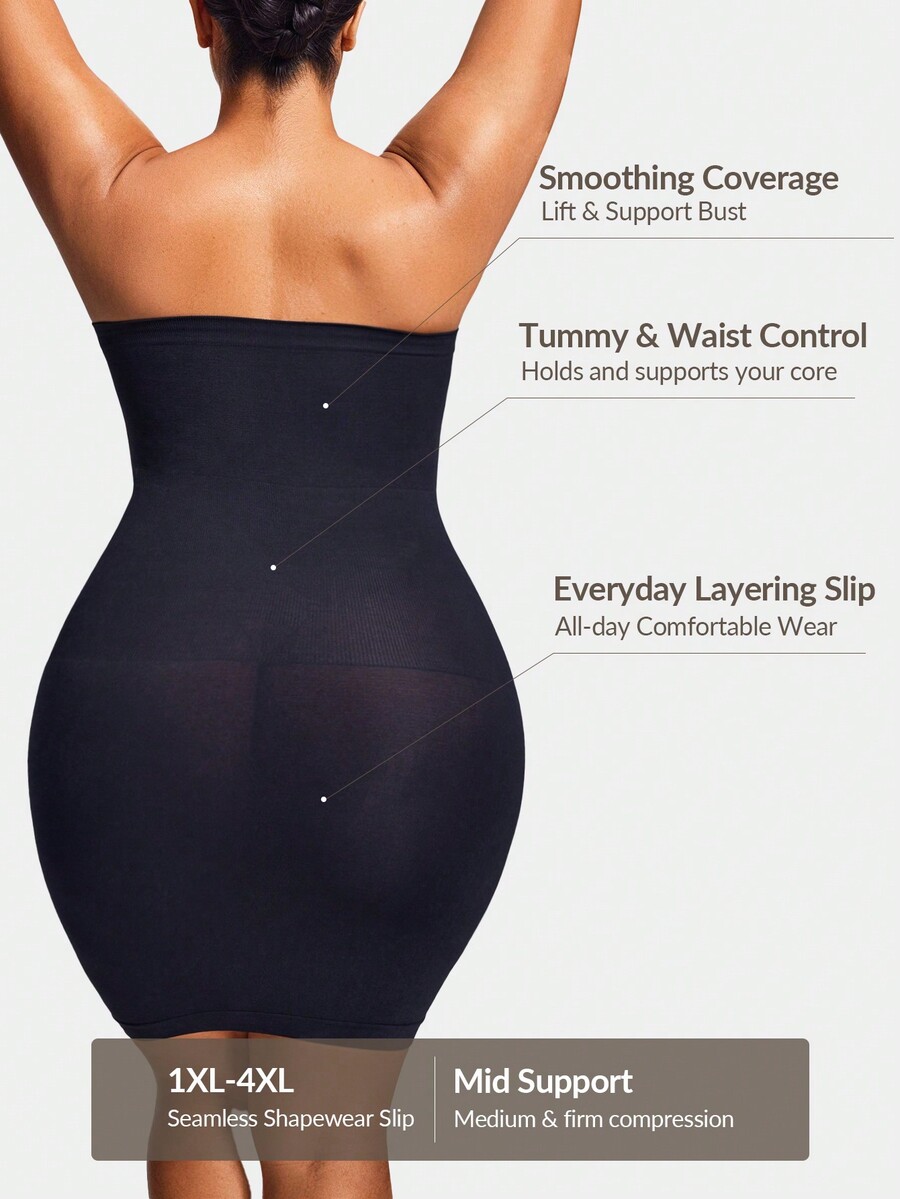 Smoothing Coverage
Lift & Support Bust
Tummy & Waist Control
Holds and supports your core
Everyday Layering Slip
All-day Comfortable Wear
1XL-4XL
Seamless Shapewear Slip
Mid Support
Medium & firm compression